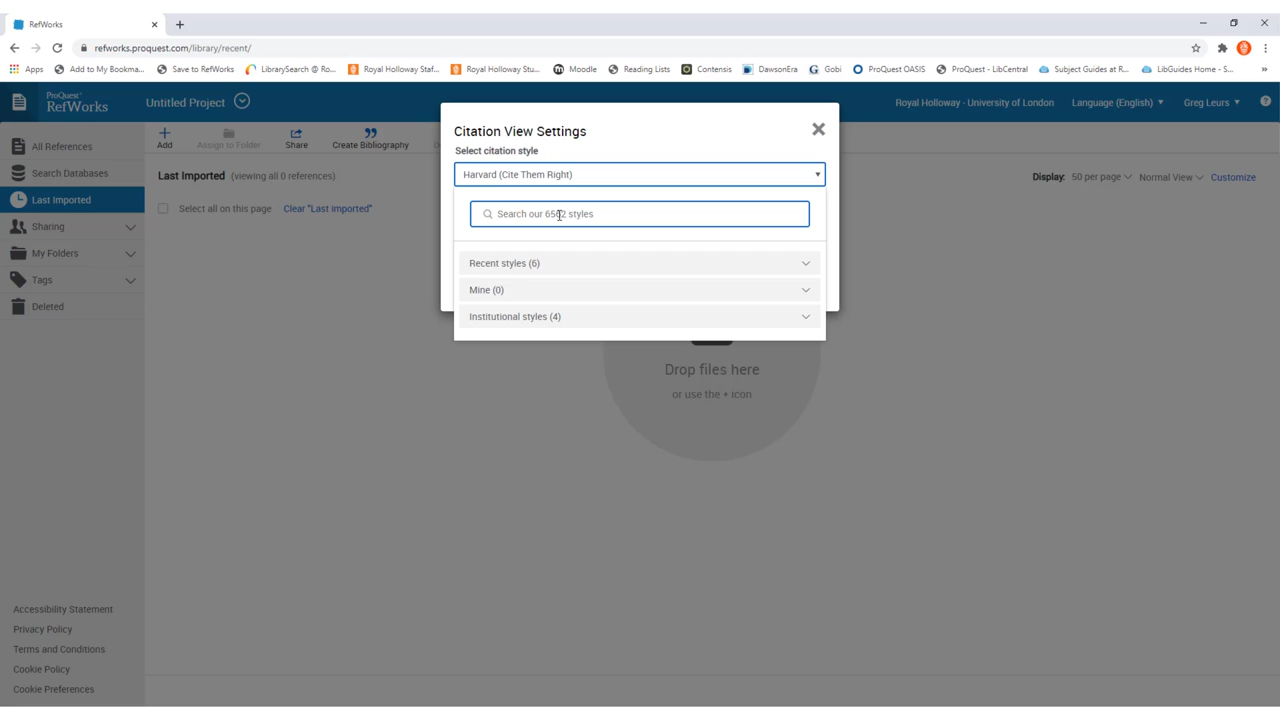 RefWorks
refworks.proquest.com/library/recent/
Apps Add to My Bookma... Save to RefWorks LibrarySearch @ Ro... Royal Holloway Staf... Royal Holloway Stu... Moodle Reading Lists Contensis DawsonEra Gobi ProQuest OASIS ProQuest - LibCentral Subject Guides at R... LibGuides Home - S... »
ProQuest®
RefWorks
Untitled Project
Royal Holloway - University of London Language (English) Greg Leurs
All References
Search Databases
Last Imported
Sharing
My Folders
Tags
Deleted
Add Assign to Folder Share Create Bibliography
Last Imported (viewing all 0 references)
Display: 50 per page Normal View Customize
Select all on this page Clear "Last imported"
Citation View Settings
Select citation style
Harvard (Cite Them Right)
Search our styles
Recent styles (6)
Mine (0)
Institutional styles (4)
Drop files here
or use the + icon
Accessibility Statement
Privacy Policy
Terms and Conditions
Cookie Policy
Cookie Preferences